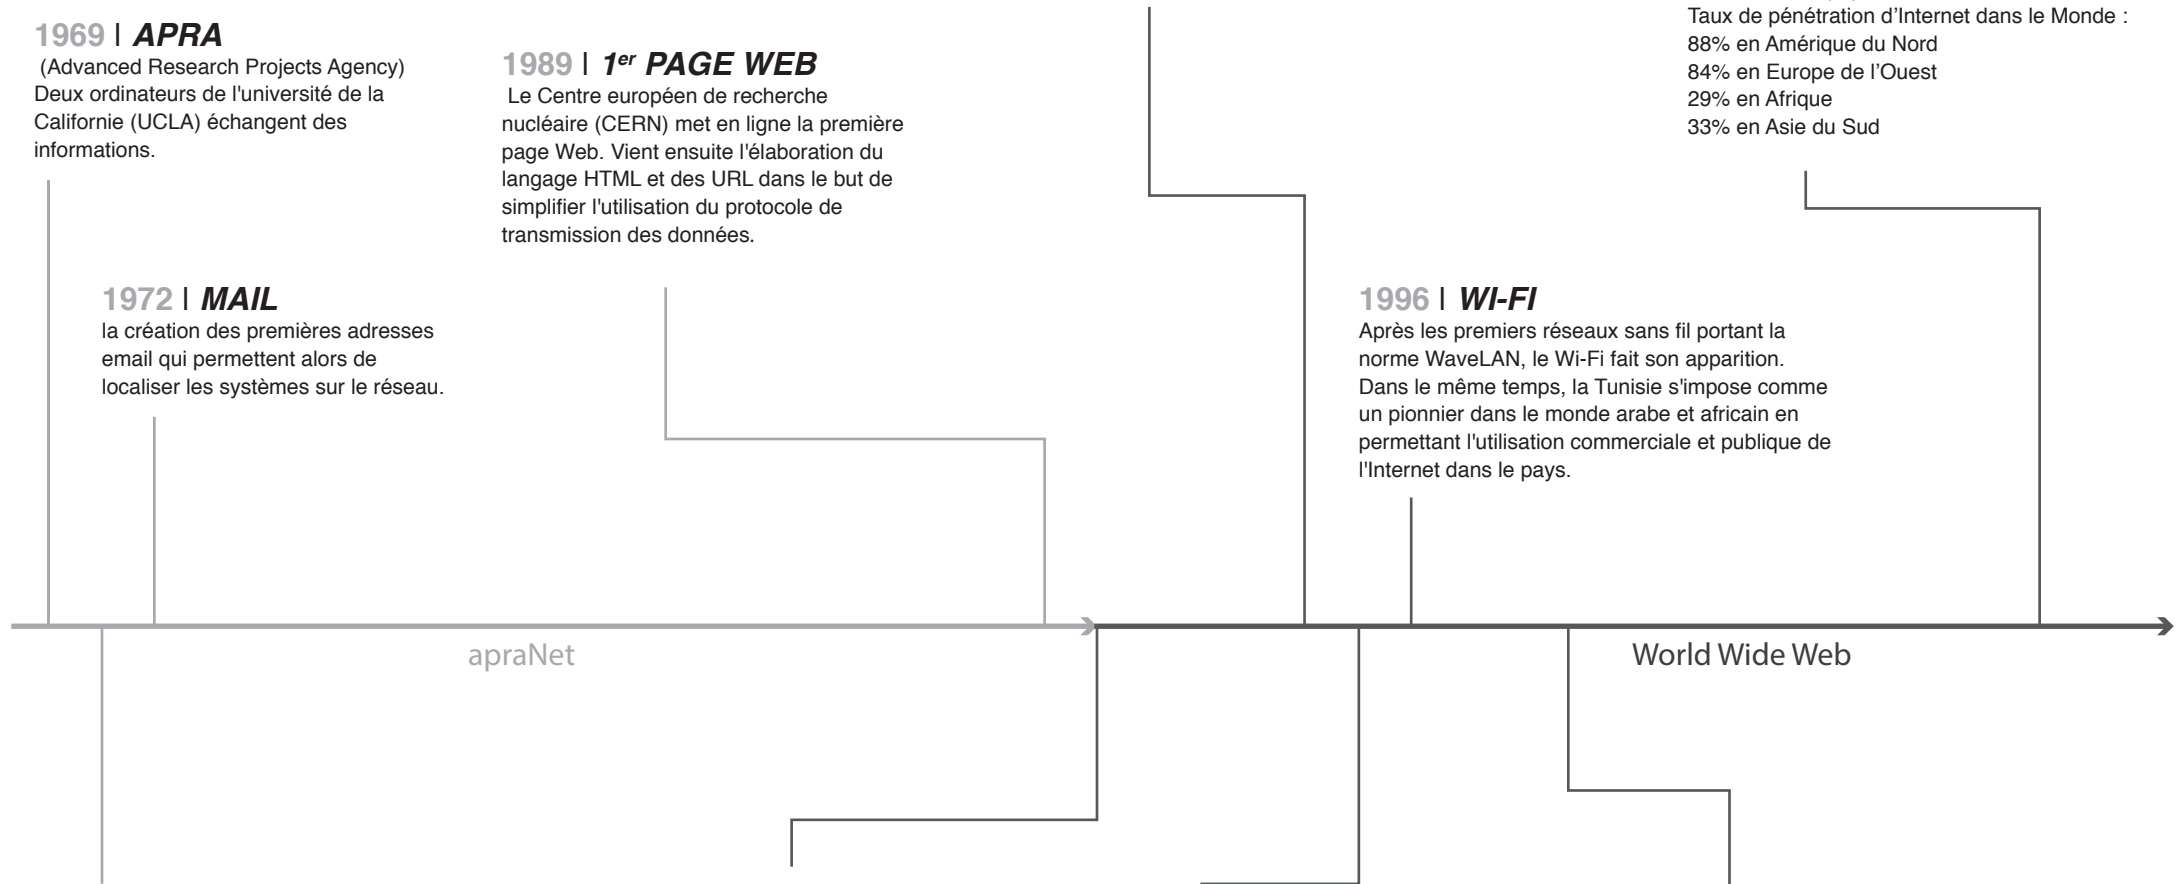 1969 | APRA
(Advanced Research Projects Agency)
Deux ordinateurs de l'université de la
Californie (UCLA) échangent des
informations.
1972 | MAIL
la création des premières adresses
email qui permettent alors de
localiser les systèmes sur le réseau.
1989 | 1er PAGE WEB
Le Centre européen de recherche
nucléaire (CERN) met en ligne la première
page Web. Vient ensuite l'élaboration du
langage HTML et des URL dans le but de
simplifier l'utilisation du protocole de
transmission des données.
1996 | WI-FI
Après les premiers réseaux sans fil portant la
norme WaveLAN, le Wi-Fi fait son apparition.
Dans le même temps, la Tunisie s'impose comme
un pionnier dans le monde arabe et africain en
permettant l'utilisation commerciale et publique de
l'Internet dans le pays.
Taux de pénétration d’Internet dans le Monde :
88% en Amérique du Nord
84% en Europe de l’Ouest
29% en Afrique
33% en Asie du Sud
apraNet
World Wide Web